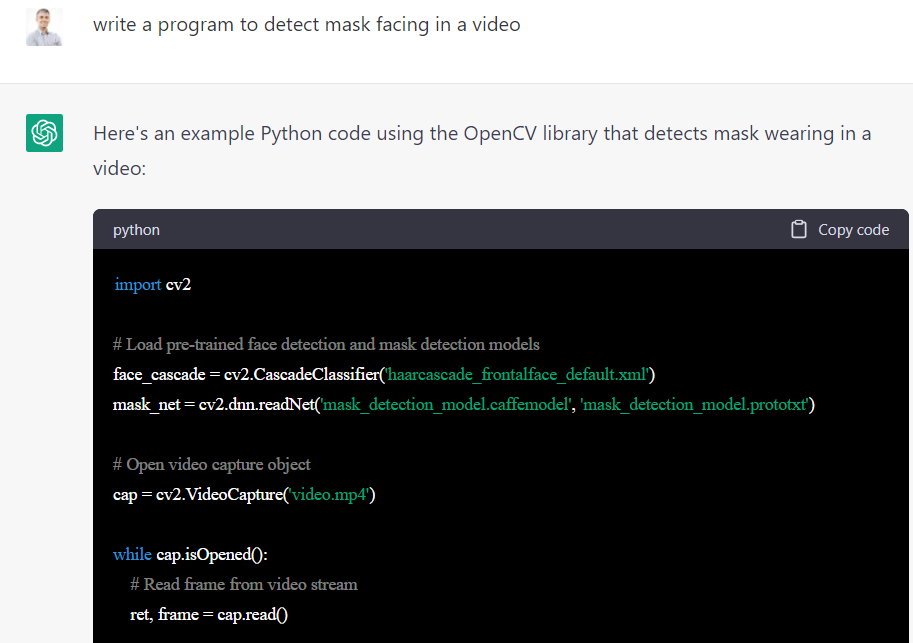 write a program to detect mask facing in a video
Here's an example Python code using the OpenCV library that detects mask wearing in a
video:
python
Copy code
import cv2
# Load pre-trained face detection and mask detection models
face_cascade = cv2.CascadeClassifier('haarcascade_frontalface_default.xml')
mask_net = cv2.dnn.readNet('mask_detection_model.caffemodel', 'mask_detection_model.prototxt')
# Open video capture object
cap = cv2.VideoCapture('video.mp4')
while cap.isOpened():
# Read frame from video stream
ret, frame = cap.read()